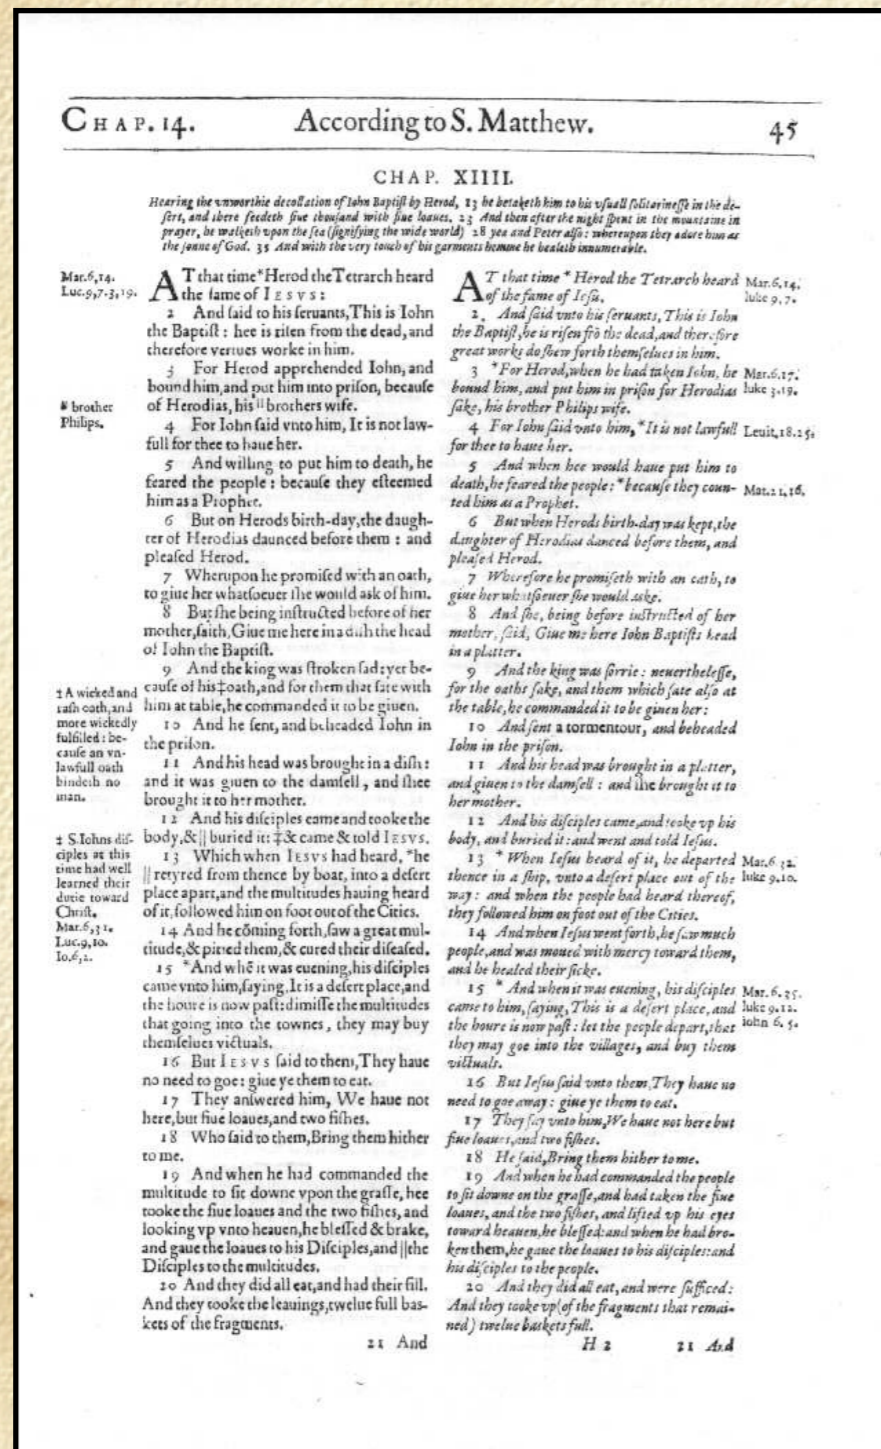 CHAP. 14.
According to S. Matthew.
45
CHAP. XIIII.
Hearing the vnworthie decollation of Iohn Baptist by Herod, 13 he betaketh him to his vsuall solitarinesse in the de-
sert, and there feedeth fiue thousand with fiue loaues. 23 And then after the night spent in the mountaine in
prayer, he walketh vpon the sea (signifying the wide world) 28 yea and Peter also: whereupon they adore him as
the sonne of God. 35 And with the very touch of his garments hemme he healeth innumerable.
Mar.6,14.
Luc.9,7.3,19.
* brother
Philips.
‡ A wicked and
rash oath, and
more wickedly
fulfilled: be-
cause an vn-
lawfull oath
bindeth no
man.
‡ S. Iohns dis-
ciples at this
time had well
learned their
dutie toward
Christ.
Mar.6,31.
Luc.9,10.
Io.6,2.
AT that time *Herod the Tetrarch heard
the fame of IESVS:
2 And said to his seruants, This is Iohn
the Baptist: hee is risen from the dead, and
therefore vertues worke in him.
3 For Herod apprehended Iohn, and
bound him, and put him into prison, because
of Herodias, his || brothers wife.
4 For Iohn said vnto him, It is not law-
full for thee to haue her.
5 And willing to put him to death, he
feared the people: because they esteemed
him as a Prophet.
6 But on Herods birth-day, the daugh-
ter of Herodias daunced before them: and
pleased Herod.
7 Wherupon he promised with an oath,
to giue her whatsoeuer she would ask of him.
8 But she being instructed before of her
mother, saith, Giue me here in a dish the head
of Iohn the Baptist.
9 And the king was stroken sad: yet be-
cause of his ‡oath, and for them that sate with
him at table, he commanded it to be giuen.
10 And he sent, and beheaded Iohn in
the prison.
11 And his head was brought in a dish:
and it was giuen to the damsell, and shee
brought it to her mother.
12 And his disciples came and tooke the
body, & || buried it: ‡& came & told IESVS.
13 Which when IESVS had heard, *he
|| retyred from thence by boat, into a desert
place apart, and the multitudes hauing heard
of it, followed him on foot out of the Cities.
14 And he cõming forth, saw a great mul-
titude, & pitied them, & cured their diseased.
15 *And whẽ it was euening, his disciples
came vnto him, saying, It is a desert place, and
the houre is now past: dimisse the multitudes
that going into the townes, they may buy
themselues victuals.
16 But IESVS said to them, They haue
no need to goe: giue ye them to eat.
17 They answered him, We haue not
here, but fiue loaues, and two fishes.
18 Who said to them, Bring them hither
to me.
19 And when he had commanded the
multitude to sit downe vpon the grasse, hee
tooke the fiue loaues and the two fishes, and
looking vp vnto heauen, he blessed & brake,
and gaue the loaues to his Disciples, and ||the
Disciples to the multitudes.
20 And they did all eat, and had their fill.
And they tooke the leauings, twelue full bas-
kets of the fragments.
21 And
AT that time * Herod the Tetrarch heard
of the fame of Iesu.
2. And said vnto his seruants, This is Iohn
the Baptist, he is risen frõ the dead, and therefore
great works do shew forth themselues in him.
3 *For Herod, when he had taken Iohn, he
bound him, and put him in prison for Herodias
sake, his brother Philips wife.
4 For Iohn said vnto him, *It is not lawfull
for thee to haue her.
5 And when hee would haue put him to
death, he feared the people: *because they coun-
ted him as a Prophet.
6 But when Herods birth-day was kept, the
daughter of Herodias danced before them, and
pleased Herod.
7 Wherefore he promiseth with an oath, to
giue her whatsoeuer she would aske.
8 And she, being before instructed of her
mother, said, Giue me here Iohn Baptists head
in a platter.
9 And the king was sorrie: neuerthelesse,
for the oaths sake, and them which sate also at
the table, he commanded it to be giuen her:
10 And sent a tormentour, and beheaded
Iohn in the prison.
11 And his head was brought in a platter,
and giuen to the damsell: and she brought it to
her mother.
12 And his disciples came, and tooke vp his
body, and buried it: and went and told Iesus.
13 * When Iesus heard of it, he departed
thence in a ship, vnto a desert place out of the
way: and when the people had heard thereof,
they followed him on foot out of the Cities.
14 And when Iesus went forth, he saw much
people, and was moued with mercy toward them,
and he healed their sicke.
15 * And when it was euening, his disciples
came to him, saying, This is a desert place, and
the houre is now past: let the people depart, that
they may goe into the villages, and buy them
victuals.
16 But Iesus said vnto them, They haue no
need to goe away: giue ye them to eat.
17 They say vnto him, We haue not here but
fiue loaues, and two fishes.
18 He said, Bring them hither to me.
19 And when he had commanded the people
to sit downe on the grasse, and had taken the fiue
loaues, and the two fishes, and lifted vp his eyes
toward heauen, he blessed: and when he had bro-
ken them, he gaue the loaues to his disciples: and
his disciples to the people.
20 And they did all eat, and were sufficed:
And they tooke vp (of the fragments that remai-
ned) twelue baskets full.
H 2
21 And
Mar.6.14.
luke 9,7.
Mar.6.17.
luke 3.19.
Leuit.18.25.
Mat.21,16.
Mar.6 32.
luke 9.10.
Mar.6.35.
luke 9.12.
iohn 6.5.